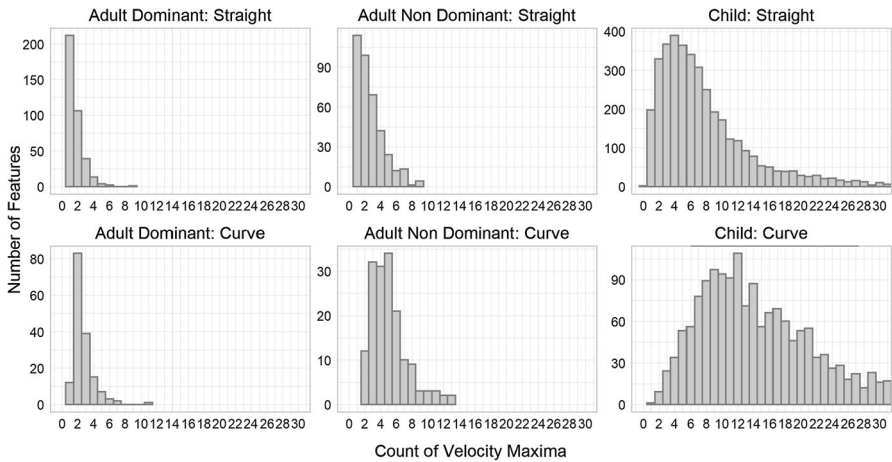 Adult Dominant: Straight
Adult Non Dominant: Straight
Child: Straight
200
150
100
50
0
90
60
30
0
400
300
200
100
0
0 2 4 6 8 10 12 14 16 18 20 22 24 26 28 30
0 2 4 6 8 10 12 14 16 18 20 22 24 26 28 30
0 2 4 6 8 10 12 14 16 18 20 22 24 26 28 30
Number of Features
Adult Dominant: Curve
Adult Non Dominant: Curve
Child: Curve
80
60
40
20
0
30
20
10
0
90
60
30
0
0 2 4 6 8 10 12 14 16 18 20 22 24 26 28 30
0 2 4 6 8 10 12 14 16 18 20 22 24 26 28 30
0 2 4 6 8 10 12 14 16 18 20 22 24 26 28 30
Count of Velocity Maxima